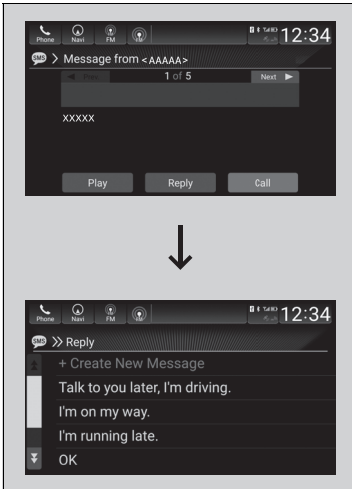 Phone Navi FM FM 12:34
SMS Message from <AAAAA>
Prev 1 of 5 Next
xxxxx
Play Reply Call
Phone Navi FM 12:34
SMS Reply
+ Create New Message
Talk to you later, I'm driving.
I'm on my way.
I'm running late.
OK